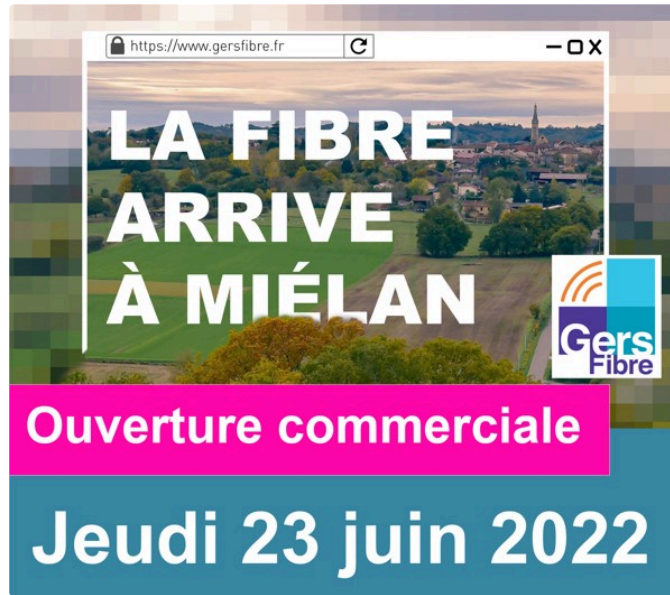 https://www.gersfibre.fr
LA FIBRE
ARRIVE
À MIÉLAN
Gers
Fibre
Ouverture commerciale
Jeudi 23 juin 2022